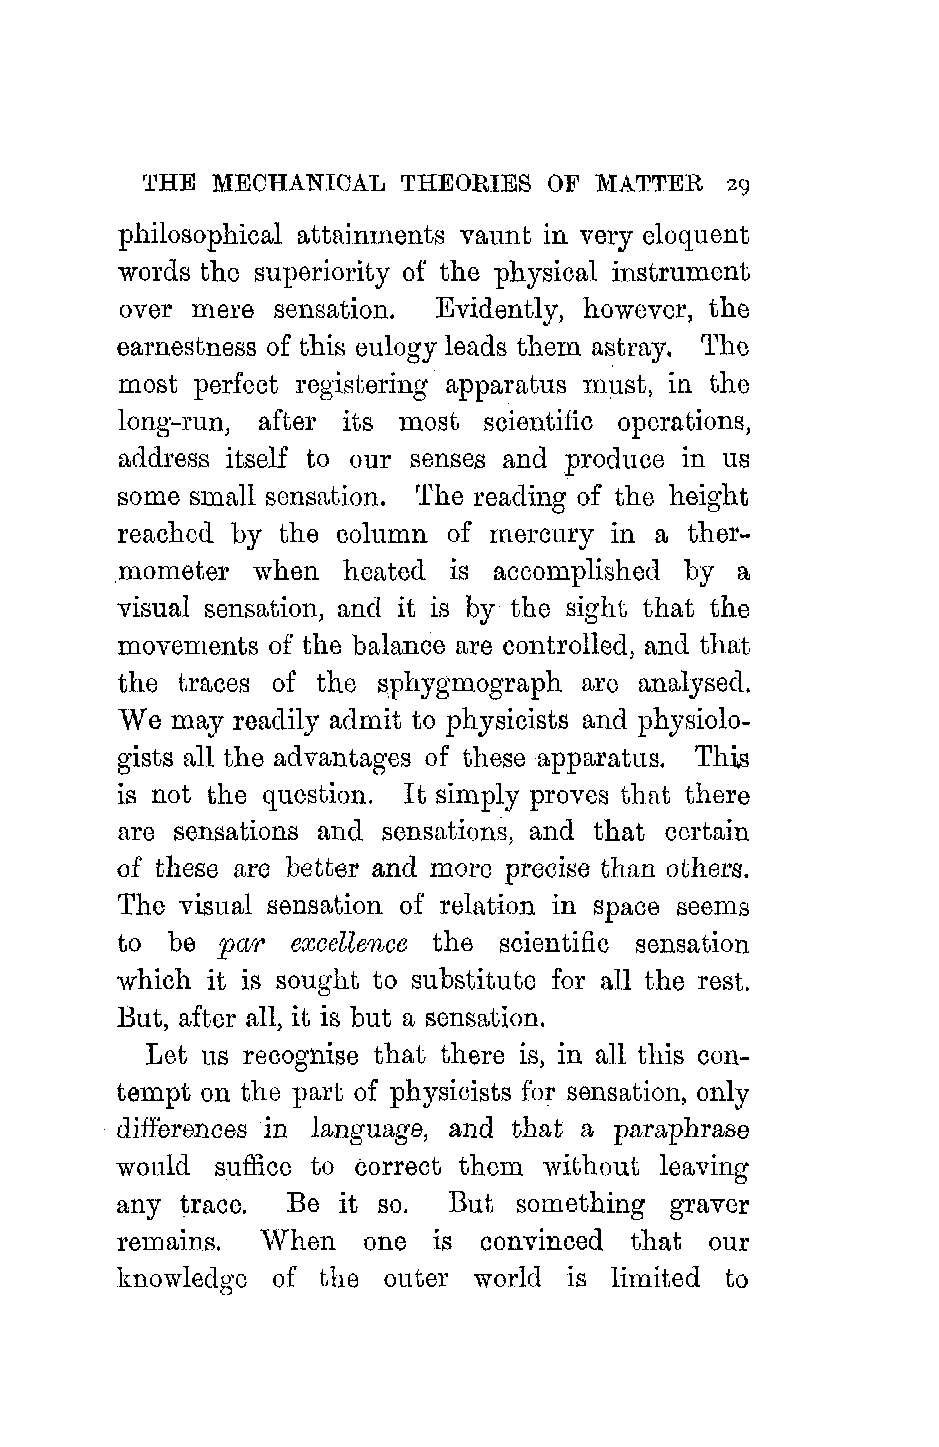 THE MECHANICAL THEORIES OF MATTER 29
philosophical attainments vaunt in very eloquent
words the superiority of the physical instrument
over mere sensation. Evidently, however, the
earnestness of this eulogy leads them astray. The
most perfect registering apparatus must, in the
long-run, after its most scientific operations,
address itself to our senses and produce in us
some small sensation. The reading of the height
reached by the column of mercury in a ther-
mometer when heated is accomplished by a
visual sensation, and it is by the sight that the
movements of the balance are controlled, and that
the traces of the sphygmograph are analysed.
We may readily admit to physicists and physiolo-
gists all the advantages of these apparatus. This
is not the question. It simply proves that there
are sensations and sensations, and that certain
of these are better and more precise than others.
The visual sensation of relation in space seems
to be par excellence the scientific sensation
which it is sought to substitute for all the rest.
But, after all, it is but a sensation.
Let us recognise that there is, in all this con-
tempt on the part of physicists for sensation, only
differences in language, and that a paraphrase
would suffice to correct them without leaving
any trace. Be it so. But something graver
remains. When one is convinced that our
knowledge of the outer world is limited to